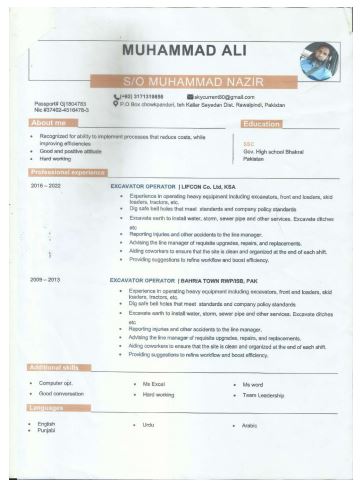 MUHAMMAD ALI
S/O MUHAMMAD NAZIR
(+92) 3171319898
skycurren80@gmail.com
Passport# Gj1804783
Nic #37402-4516478-3
P.O Box chowkpanderi, teh Kallar Seyedan Dist. Rawalpindi, Pakistan
About me
• Recognized for ability to implement processes that reduce costs, while
improving efficiencies
• Good and positive attitude
• Hard working
Education
SSC
Gov. High school Bhakral
Pakistan
Professional experience
2016 – 2022
EXCAVATOR OPERATOR | LIFCON Co. Ltd, KSA
• Experience in operating heavy equipment including excavators, front end loaders, skid
loaders, tractors, etc.
• Dig safe bell holes that meet standards and company policy standards
• Excavate earth to install water, storm, sewer pipe and other services. Excavate ditches
etc
• Reporting injuries and other accidents to the line manager.
• Advising the line manager of requisite upgrades, repairs, and replacements.
• Aiding coworkers to ensure that the site is clean and organized at the end of each shift.
• Providing suggestions to refine workflow and boost efficiency.
2009 – 2013
EXCAVATOR OPERATOR | BAHRIA TOWN RWP/ISB, PAK
• Experience in operating heavy equipment including excavators, front end loaders, skid
loaders, tractors, etc.
• Dig safe bell holes that meet standards and company policy standards
• Excavate earth to install water, storm, sewer pipe and other services. Excavate ditches
etc
• Reporting injuries and other accidents to the line manager.
• Advising the line manager of requisite upgrades, repairs, and replacements.
• Aiding coworkers to ensure that the site is clean and organized at the end of each shift.
• Providing suggestions to refine workflow and boost efficiency.
Additional skills
• Computer opt.
• Ms Excel
• Ms word
• Good conversation
• Hard working
• Team Leadership
Languages
• English
• Urdu
• Arabic
• Punjabi